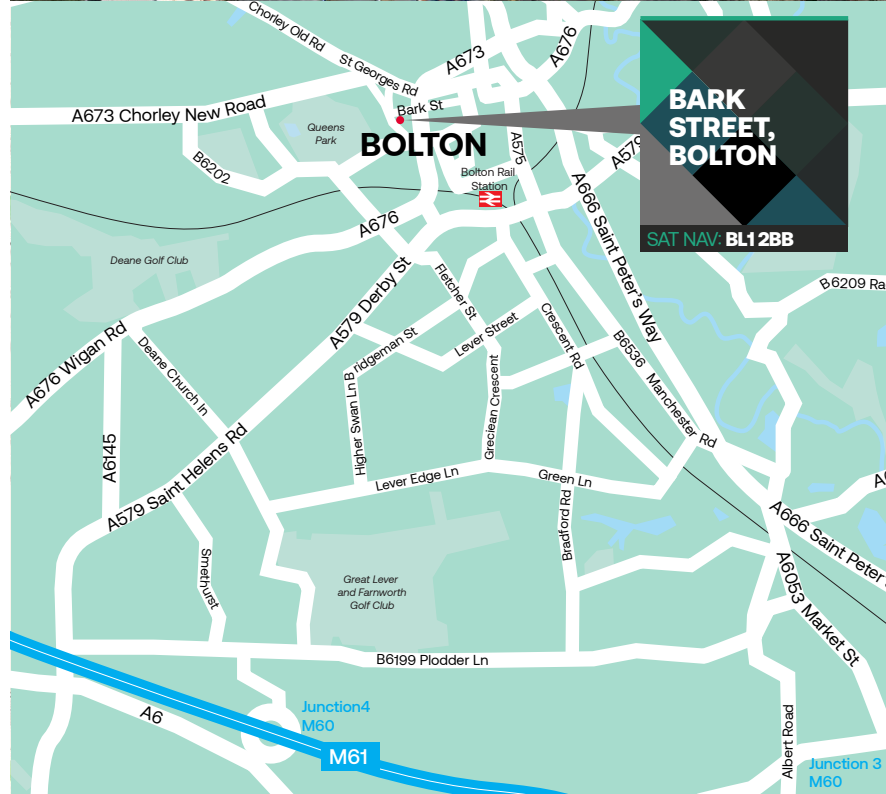 Chorley Old Rd
St Georges Rd
A673
A676
A673 Chorley New Road
Bark St
Queens
Park
BOLTON
A575
A579
B6202
Bolton Rail
Station
BARK
STREET,
BOLTON
SAT NAV: BL1 2BB
A676
A666 Saint Peter's Way
Deane Golf Club
A579 Derby St
Fletcher St
B6209 Ra
A676 Wigan Rd
Deane Church ln
Bridgeman St
Lever Street
Crescent Rd
B6536 Manchester Rd
Higher Swan Ln
Greciean Crescent
A6145
A579 Saint Helens Rd
Lever Edge Ln
Green Ln
Bradford Rd
A6
A666 Saint Peter's
Smethurst
Great Lever
and Farnworth
Golf Club
A6053 Market St
B6199 Plodder Ln
A6
Junction4
M60
M61
Albert Road
Junction 3
M60